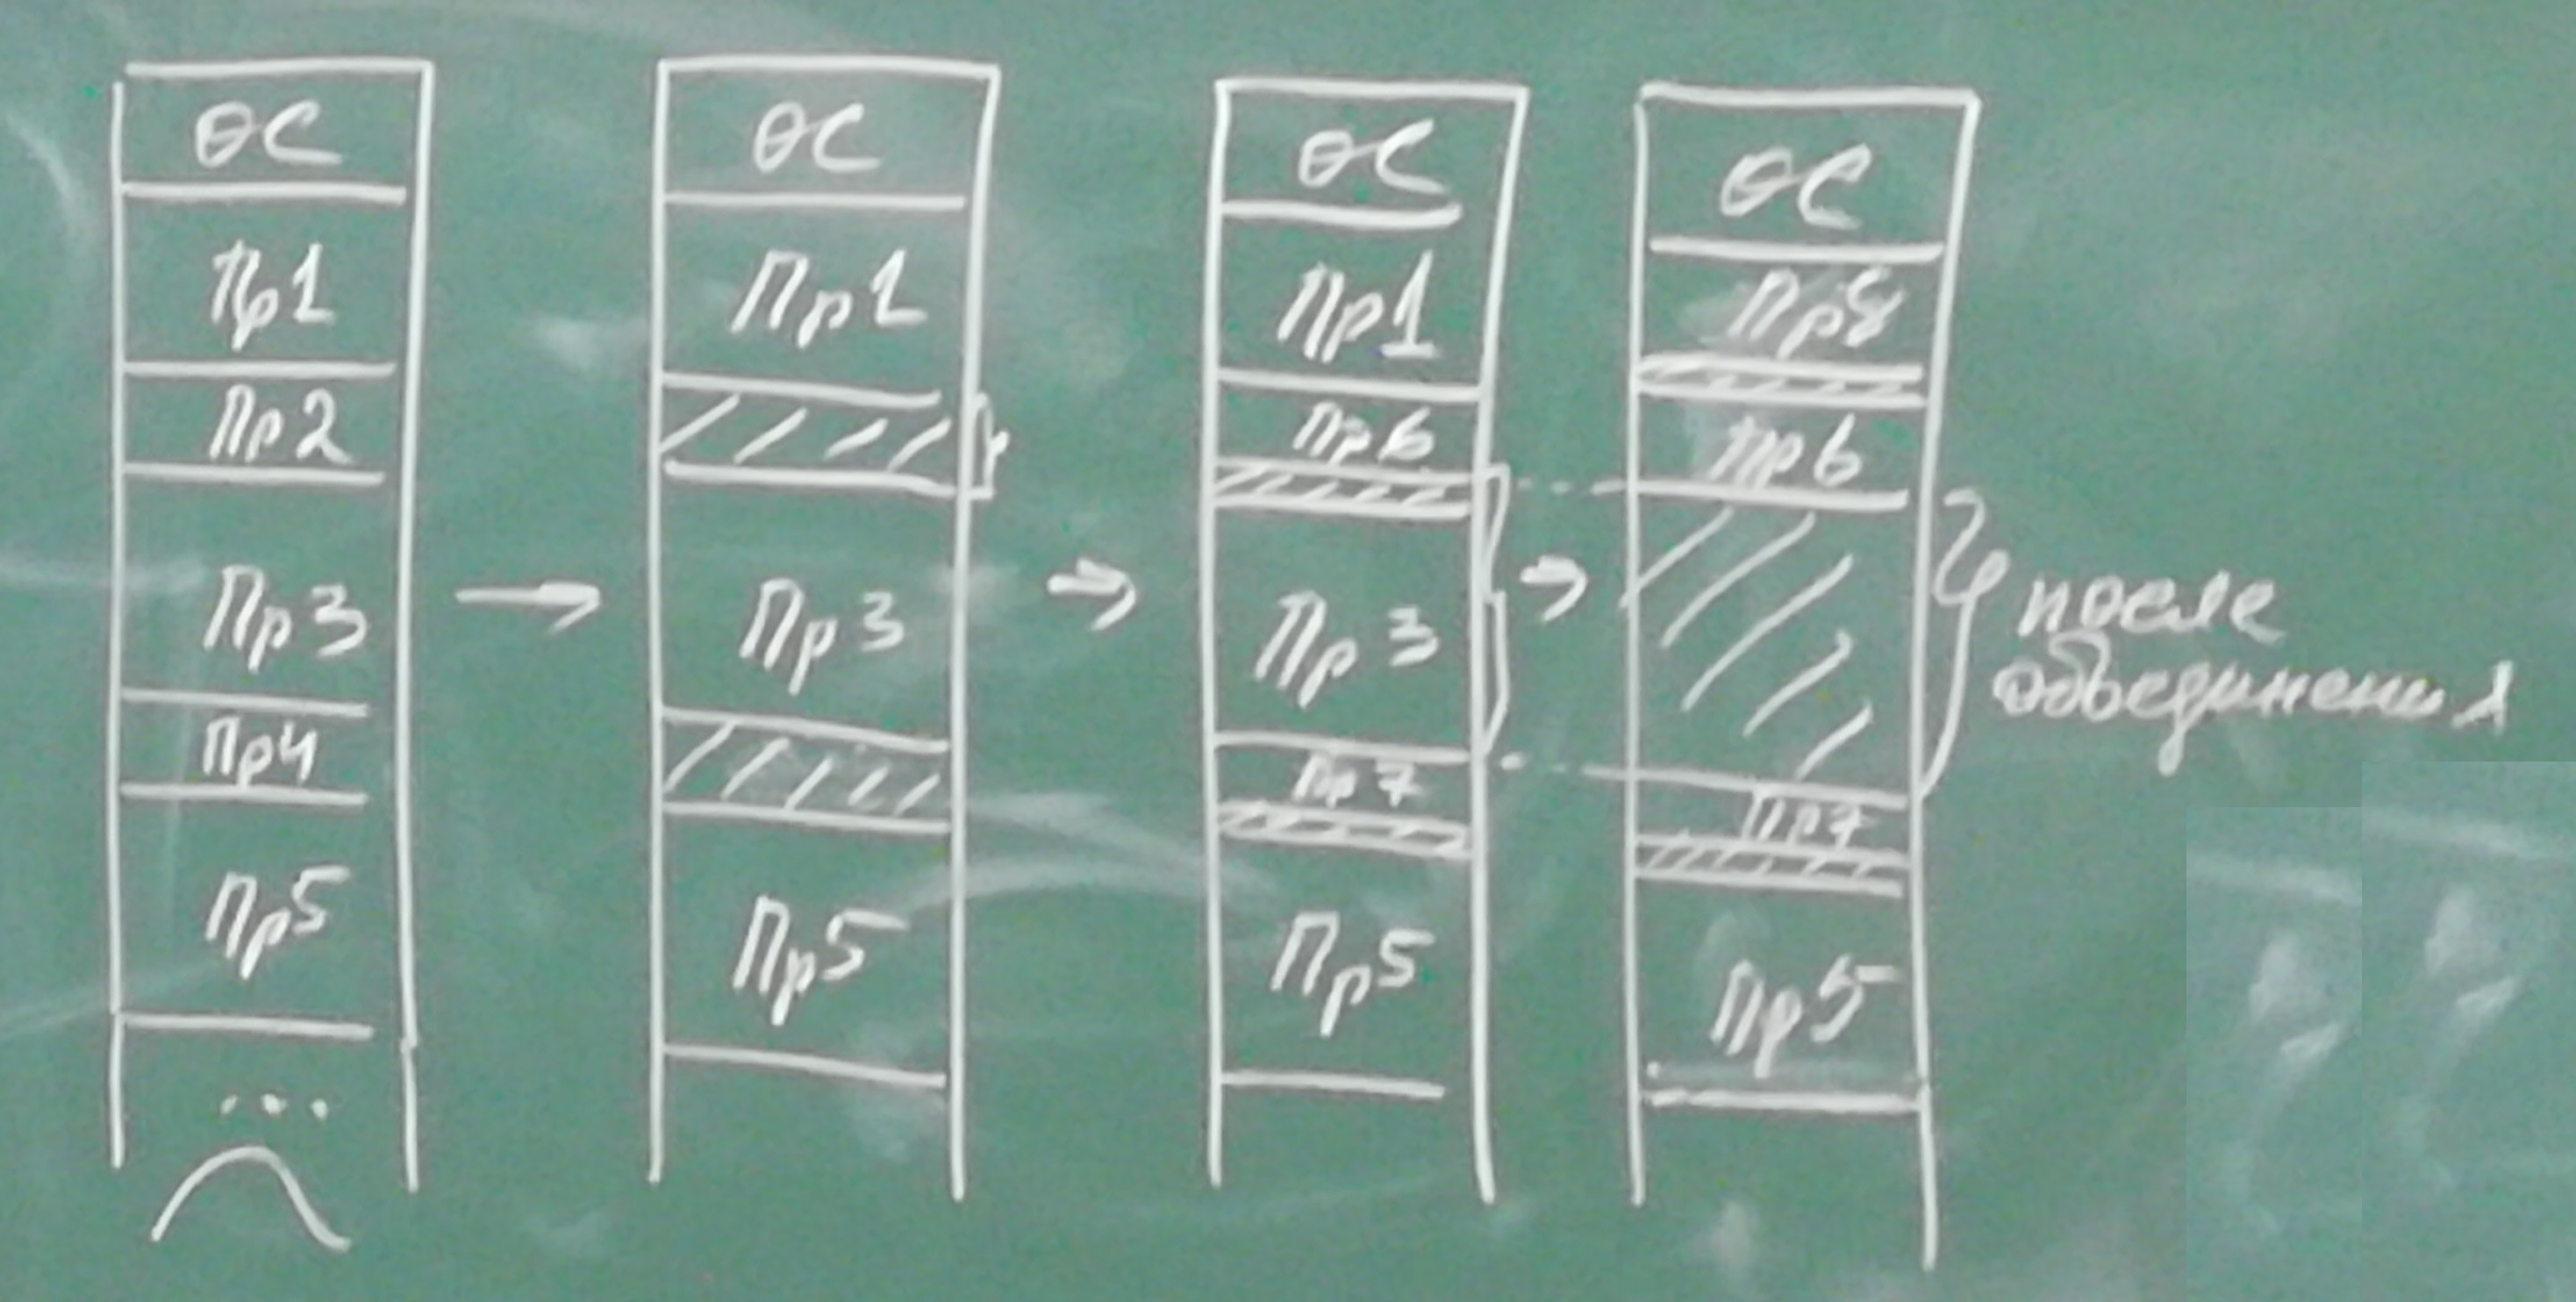 ОС
Пр1
Пр2
Пр3
Пр4
Пр5
...
ОС
Пр1
Пр3
Пр5
ОС
Пр1
Пр6
Пр3
Пр7
Пр5
ОС
Пр8
Пр6
Пр7
Пр5
после
объединения